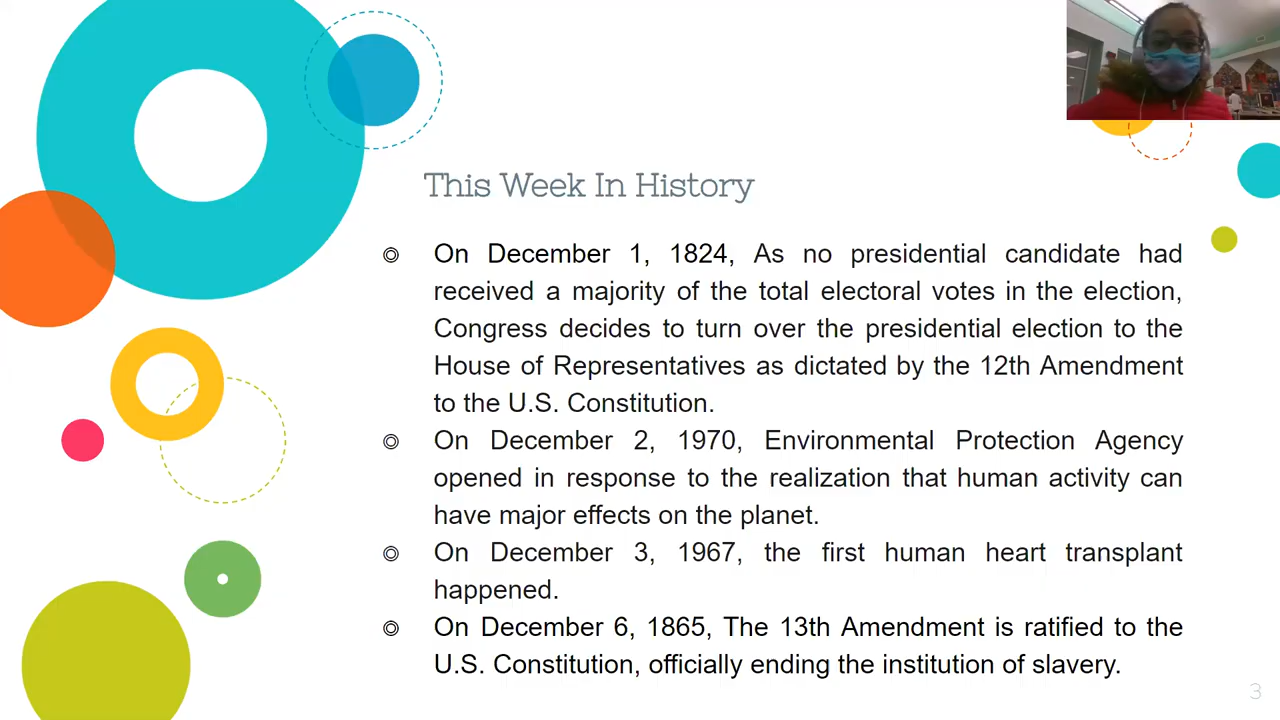 This Week In History
On December 1, 1824, As no presidential candidate had
received a majority of the total electoral votes in the election,
Congress decides to turn over the presidential election to the
House of Representatives as dictated by the 12th Amendment
to the U.S. Constitution.
On December 2, 1970, Environmental Protection Agency
opened in response to the realization that human activity can
have major effects on the planet.
On December 3, 1967, the first human heart transplant
happened.
On December 6, 1865, The 13th Amendment is ratified to the
U.S. Constitution, officially ending the institution of slavery.
3